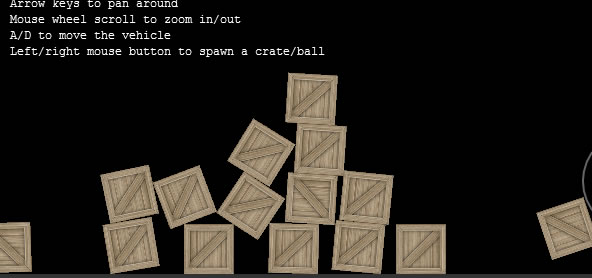 Arrow keys to pan around
Mouse wheel scroll to zoom in/out
A/D to move the vehicle
Left/right mouse button to spawn a crate/ball